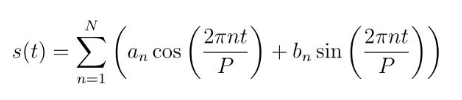 s(t) = \sum_{n=1}^{N} \left( a_n \cos \left( \frac{2\pi nt}{P} \right) + b_n \sin \left( \frac{2\pi nt}{P} \right) \right)